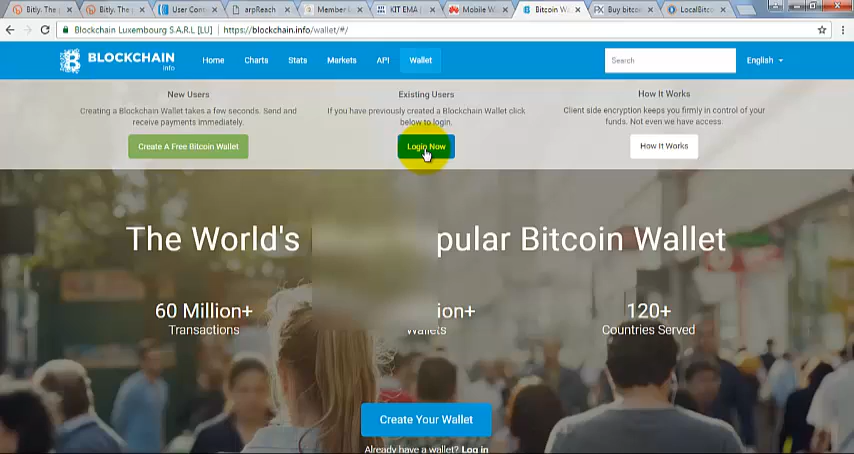 Bitly. The
Bitly. The
User Cont
arpReach
Member
KIT EMA
Mobile W
Bitcoin W
Buy bitcoi
LocalBitco
Blockchain Luxembourg S.A.R.L [LU] https://blockchain.info/wallet/#/
BLOCKCHAIN
info
Home
Charts
Stats
Markets
API
Wallet
Search
English
New Users
Creating a Blockchain Wallet takes a few seconds. Send and
receive payments immediately.
Create A Free Bitcoin Wallet
Existing Users
If you have previously created a Blockchain Wallet click
below to login.
Login Now
How It Works
Client side encryption keeps you firmly in control of your
funds. Not even we have access.
How It Works
The World's pular Bitcoin Wallet
60 Million+
Transactions
ion+
Wallets
120+
Countries Served
Create Your Wallet
Already have a wallet? Log in